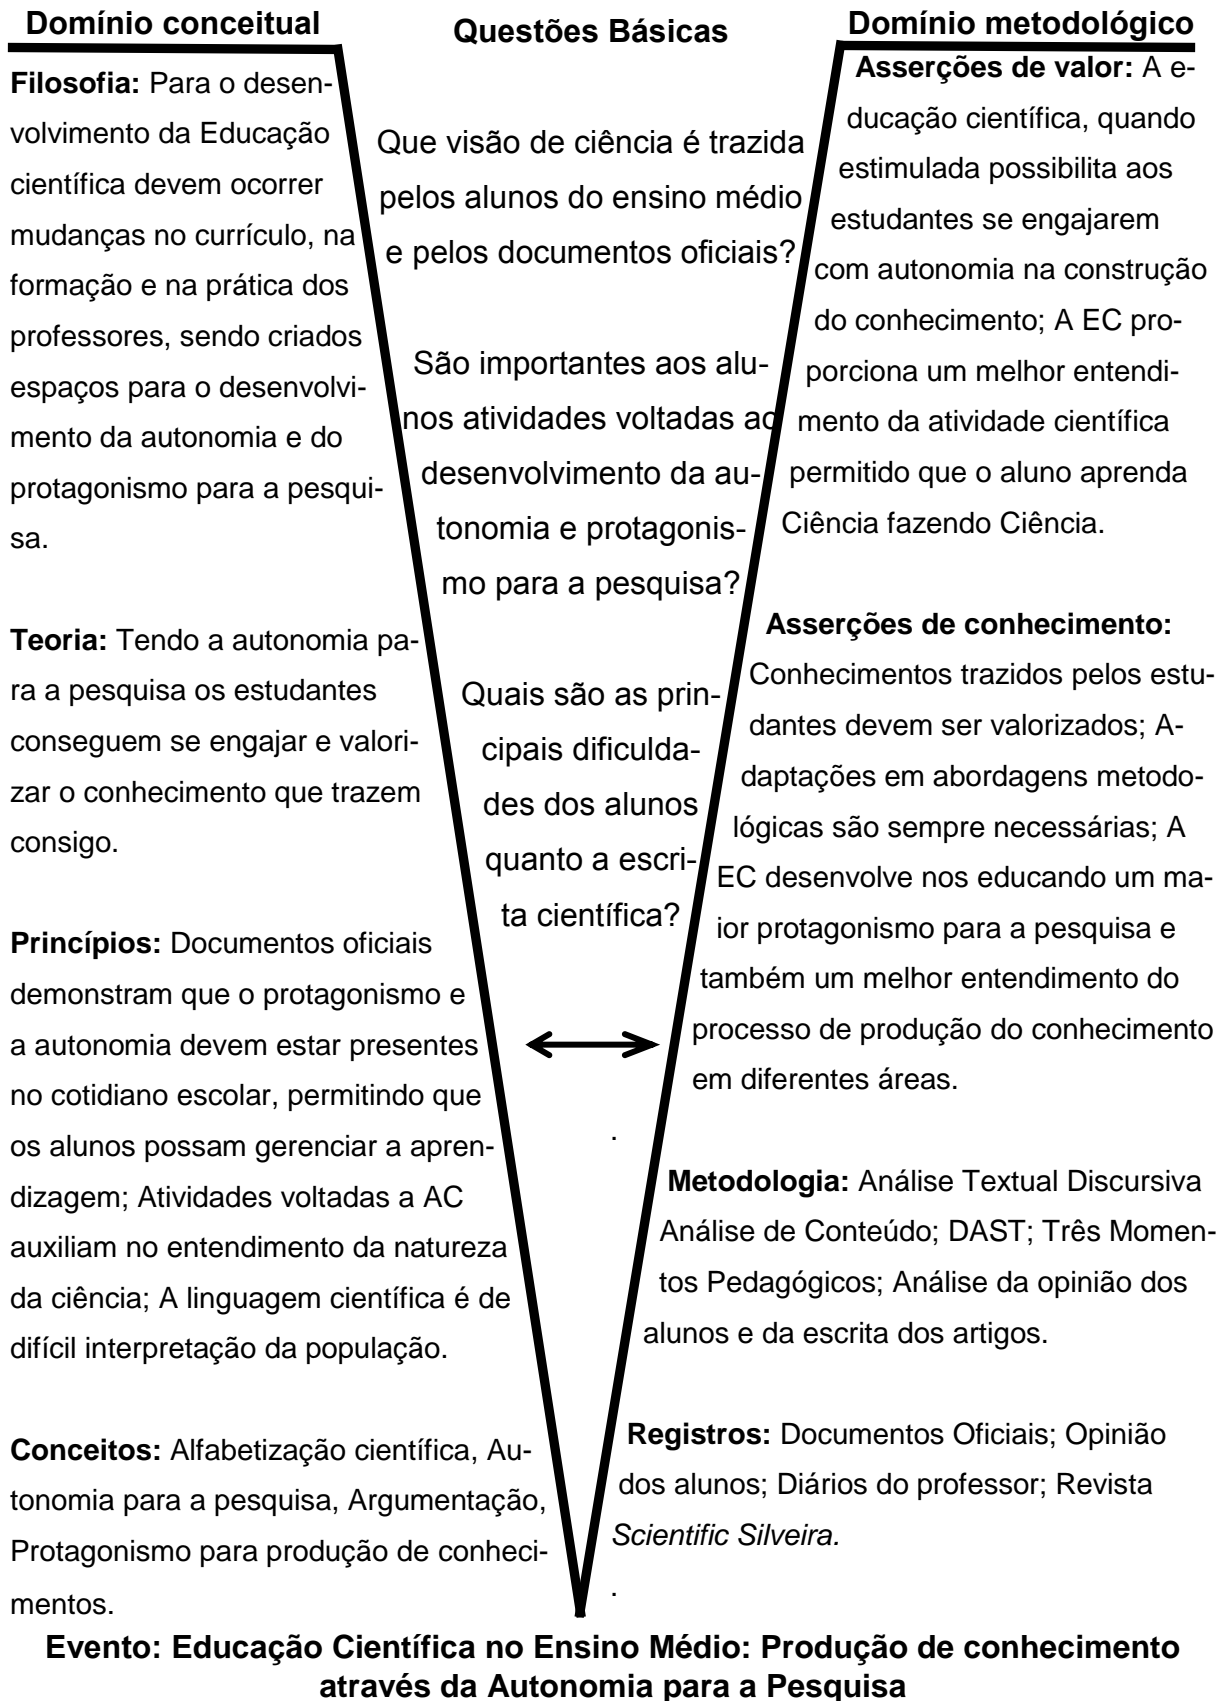 Domínio conceitual
Filosofia: Para o desen-
volvimento da Educação
científica devem ocorrer
mudanças no currículo, na
formação e na prática dos
professores, sendo criados
espaços para o desenvolvi-
mento da autonomia e do
protagonismo para a pesqui-
sa.
Teoria: Tendo a autonomia pa-
ra a pesquisa os estudantes
conseguem se engajar e valori-
zar o conhecimento que trazem
consigo.
Princípios: Documentos oficiais
demonstram que o protagonismo e
a autonomia devem estar presentes
no cotidiano escolar, permitindo que
os alunos possam gerenciar a apren-
dizagem; Atividades voltadas a AC
auxiliam no entendimento da natureza
da ciência; A linguagem científica é de
difícil interpretação da população.
Conceitos: Alfabetização científica, Au-
tonomia para a pesquisa, Argumentação,
Protagonismo para produção de conheci-
mentos.
Questões Básicas
Que visão de ciência é trazida
pelos alunos do ensino médio
e pelos documentos oficiais?
São importantes aos alu-
nos atividades voltadas ao
desenvolvimento da au-
tonomia e protagonis-
mo para a pesquisa?
Quais são as prin-
cipais dificulda-
des dos alunos
quanto a escri-
ta científica?
.
Domínio metodológico
Asserções de valor: A e-
ducação científica, quando
estimulada possibilita aos
estudantes se engajarem
com autonomia na construção
do conhecimento; A EC pro-
porciona um melhor entendi-
mento da atividade científica
permitido que o aluno aprenda
Ciência fazendo Ciência.
Asserções de conhecimento:
Conhecimentos trazidos pelos estu-
dantes devem ser valorizados; A-
daptações em abordagens metodo-
lógicas são sempre necessárias; A
EC desenvolve nos educando um ma-
ior protagonismo para a pesquisa e
também um melhor entendimento do
processo de produção do conhecimento
em diferentes áreas.
Metodologia: Análise Textual Discursiva
Análise de Conteúdo; DAST; Três Momen-
tos Pedagógicos; Análise da opinião dos
alunos e da escrita dos artigos.
Registros: Documentos Oficiais; Opinião
dos alunos; Diários do professor; Revista
Scientific Silveira.
.
Evento: Educação Científica no Ensino Médio: Produção de conhecimento
através da Autonomia para a Pesquisa